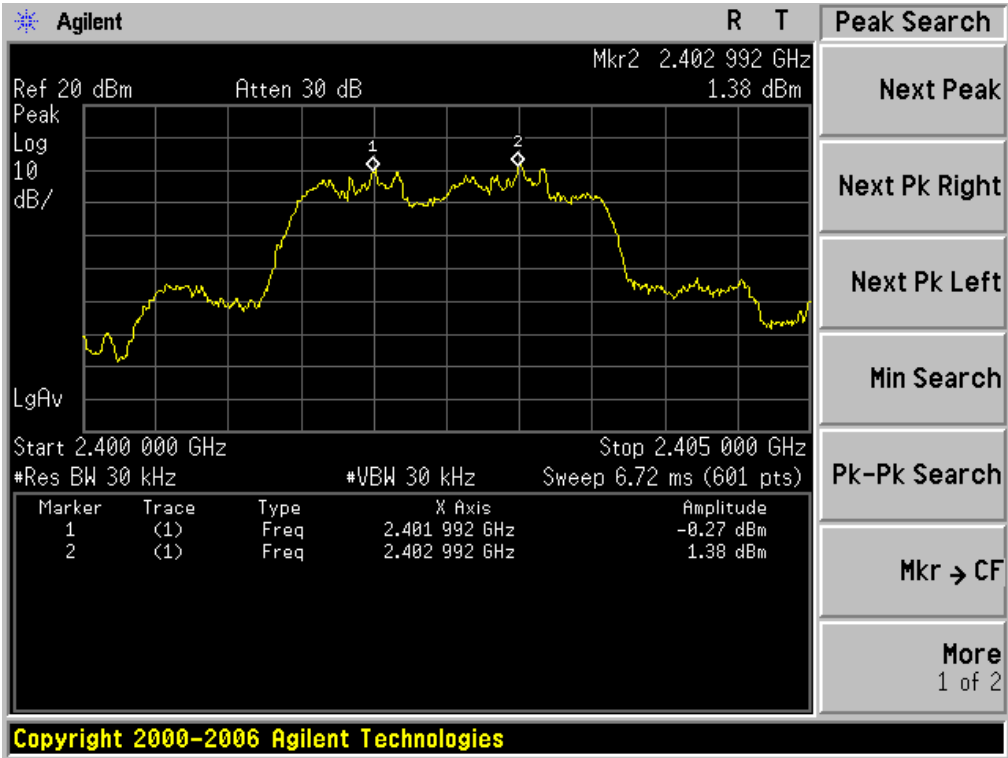 Agilent R T Peak Search
Mkr2 2.402 992 GHz
Ref 20 dBm Atten 30 dB 1.38 dBm
Peak
Log
10
dB/
1 2
LgAv
Start 2.400 000 GHz Stop 2.405 000 GHz
#Res BW 30 kHz #VBW 30 kHz Sweep 6.72 ms (601 pts)
Marker Trace Type X Axis Amplitude
1 (1) Freq 2.401 992 GHz -0.27 dBm
2 (1) Freq 2.402 992 GHz 1.38 dBm
Next Peak
Next Pk Right
Next Pk Left
Min Search
Pk-Pk Search
Mkr → CF
More
1 of 2
Copyright 2000-2006 Agilent Technologies